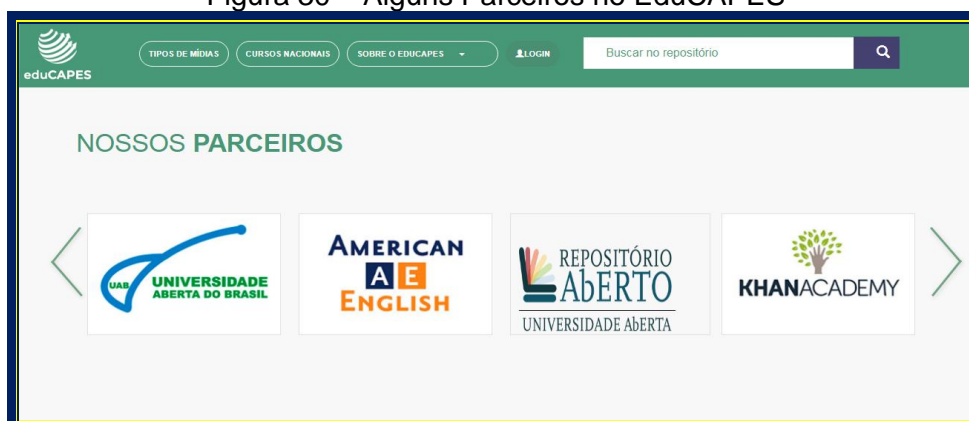 Figura 30 – Alguns Parceiros no EduCAPES
eduCAPES
TIPOS DE MÍDIAS
CURSOS NACIONAIS
SOBRE O EDUCAPES
LOGIN
Buscar no repositório
NOSSOS PARCEIROS
UAB
UNIVERSIDADE
ABERTA DO BRASIL
AMERICAN
A E
ENGLISH
REPOSITÓRIO
AbERTO
UNIVERSIDADE AbERTA
KHANACADEMY